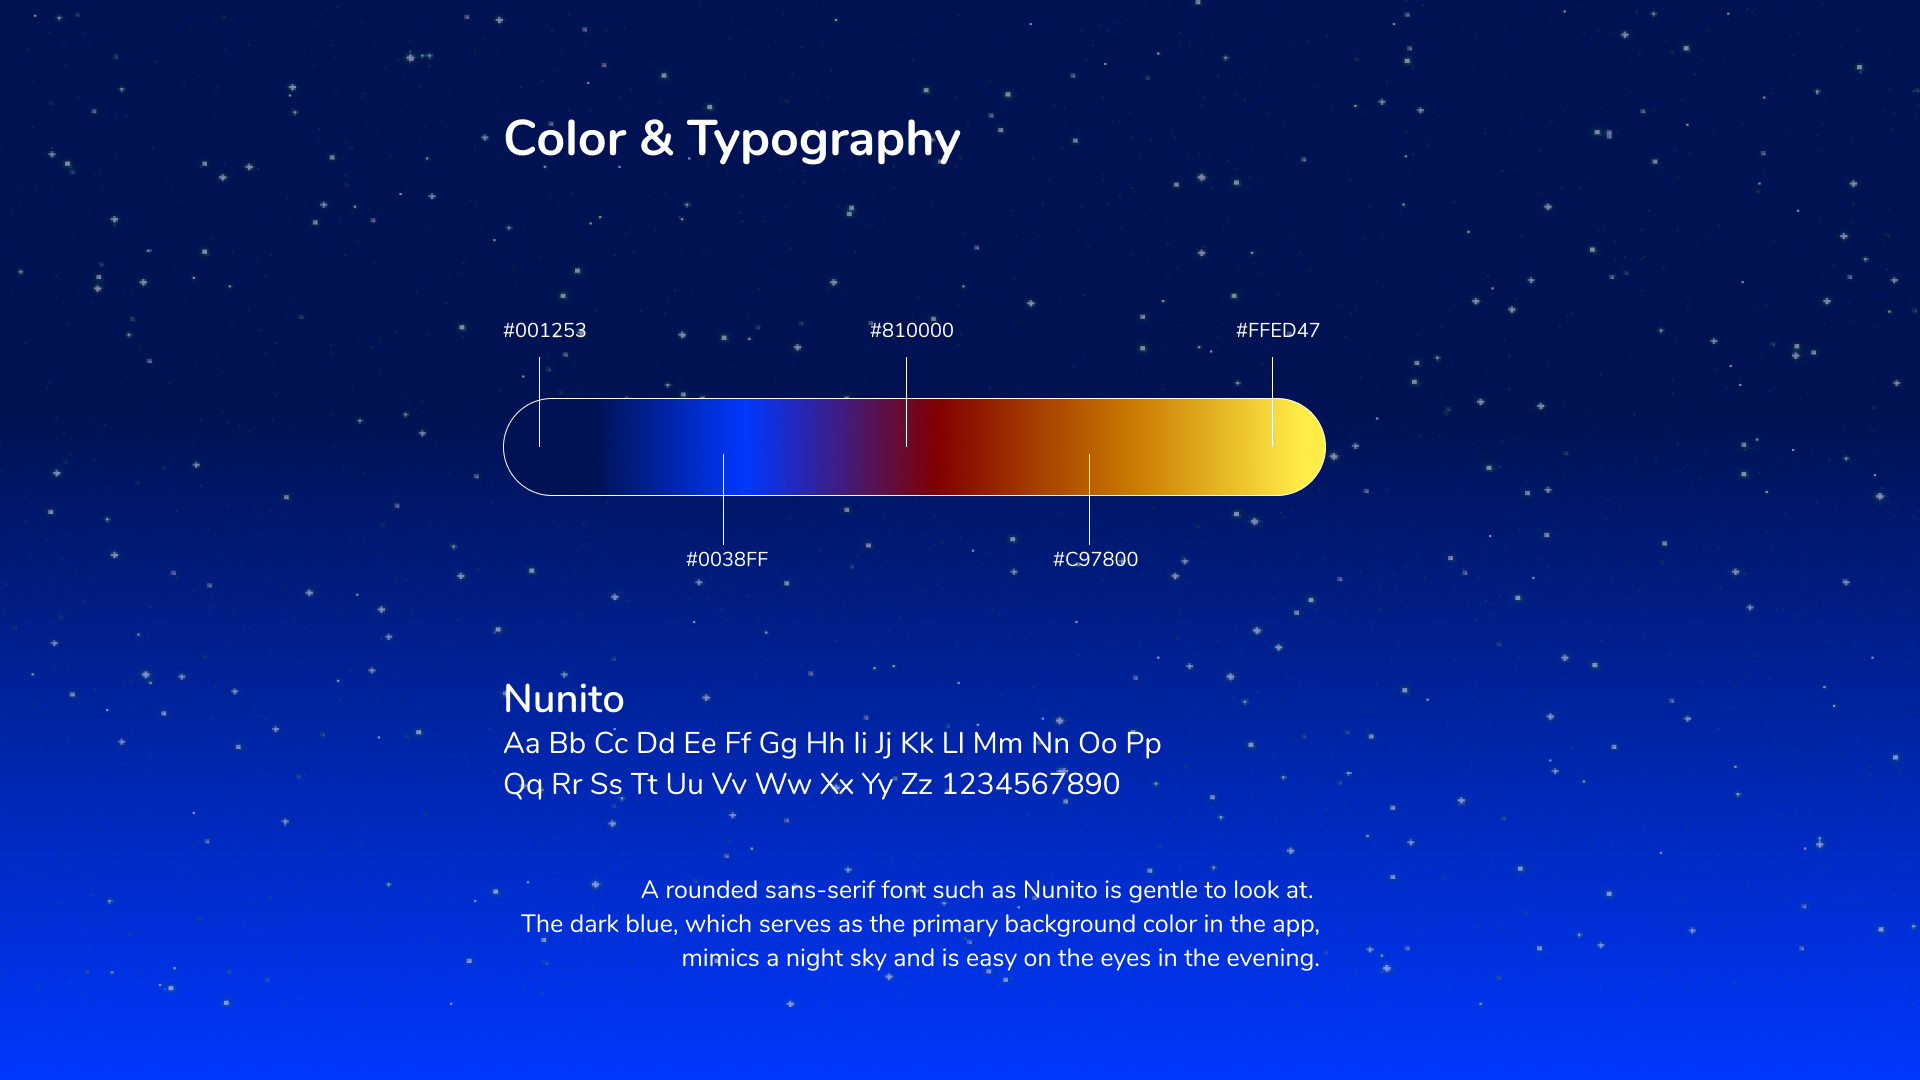 Color & Typography
#001253
#810000
#FFED47
#0038FF
#C97800
Nunito
Aa Bb Cc Dd Ee Ff Gg Hh Ii Jj Kk Ll Mm Nn Oo Pp
Qq Rr Ss Tt Uu Vv Ww Xx Yy Zz 1234567890
A rounded sans-serif font such as Nunito is gentle to look at.
The dark blue, which serves as the primary background color in the app,
mimics a night sky and is easy on the eyes in the evening.